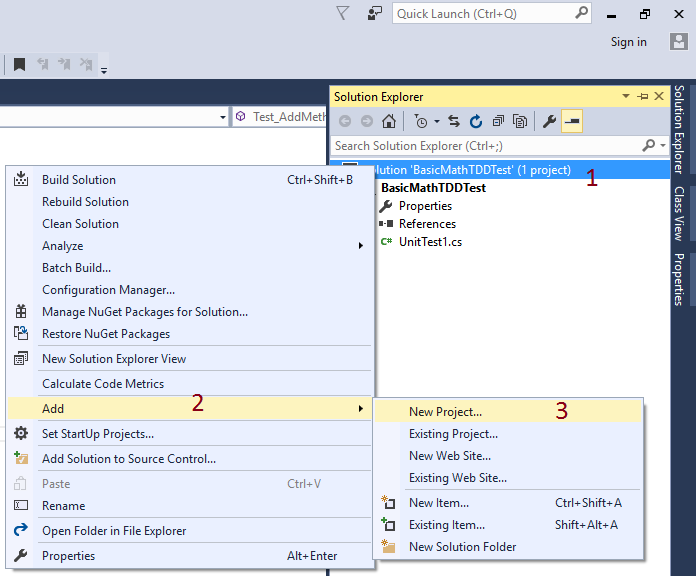 Quick Launch (Ctrl+Q)
Sign in
Solution Explorer
Test_AddMeth
Search Solution Explorer (Ctrl+;)
olution 'BasicMathTDDTest' (1 project)
1
BasicMathTDDTest
Properties
References
C# UnitTest1.cs
Solution Explorer
Class View
Properties
Build Solution Ctrl+Shift+B
Rebuild Solution
Clean Solution
Analyze
Batch Build...
Configuration Manager...
Manage NuGet Packages for Solution...
Restore NuGet Packages
New Solution Explorer View
Calculate Code Metrics
Add 2
Set StartUp Projects...
Add Solution to Source Control...
Paste Ctrl+V
Rename
Open Folder in File Explorer
Properties Alt+Enter
New Project... 3
Existing Project...
New Web Site...
Existing Web Site...
New Item... Ctrl+Shift+A
Existing Item... Shift+Alt+A
New Solution Folder